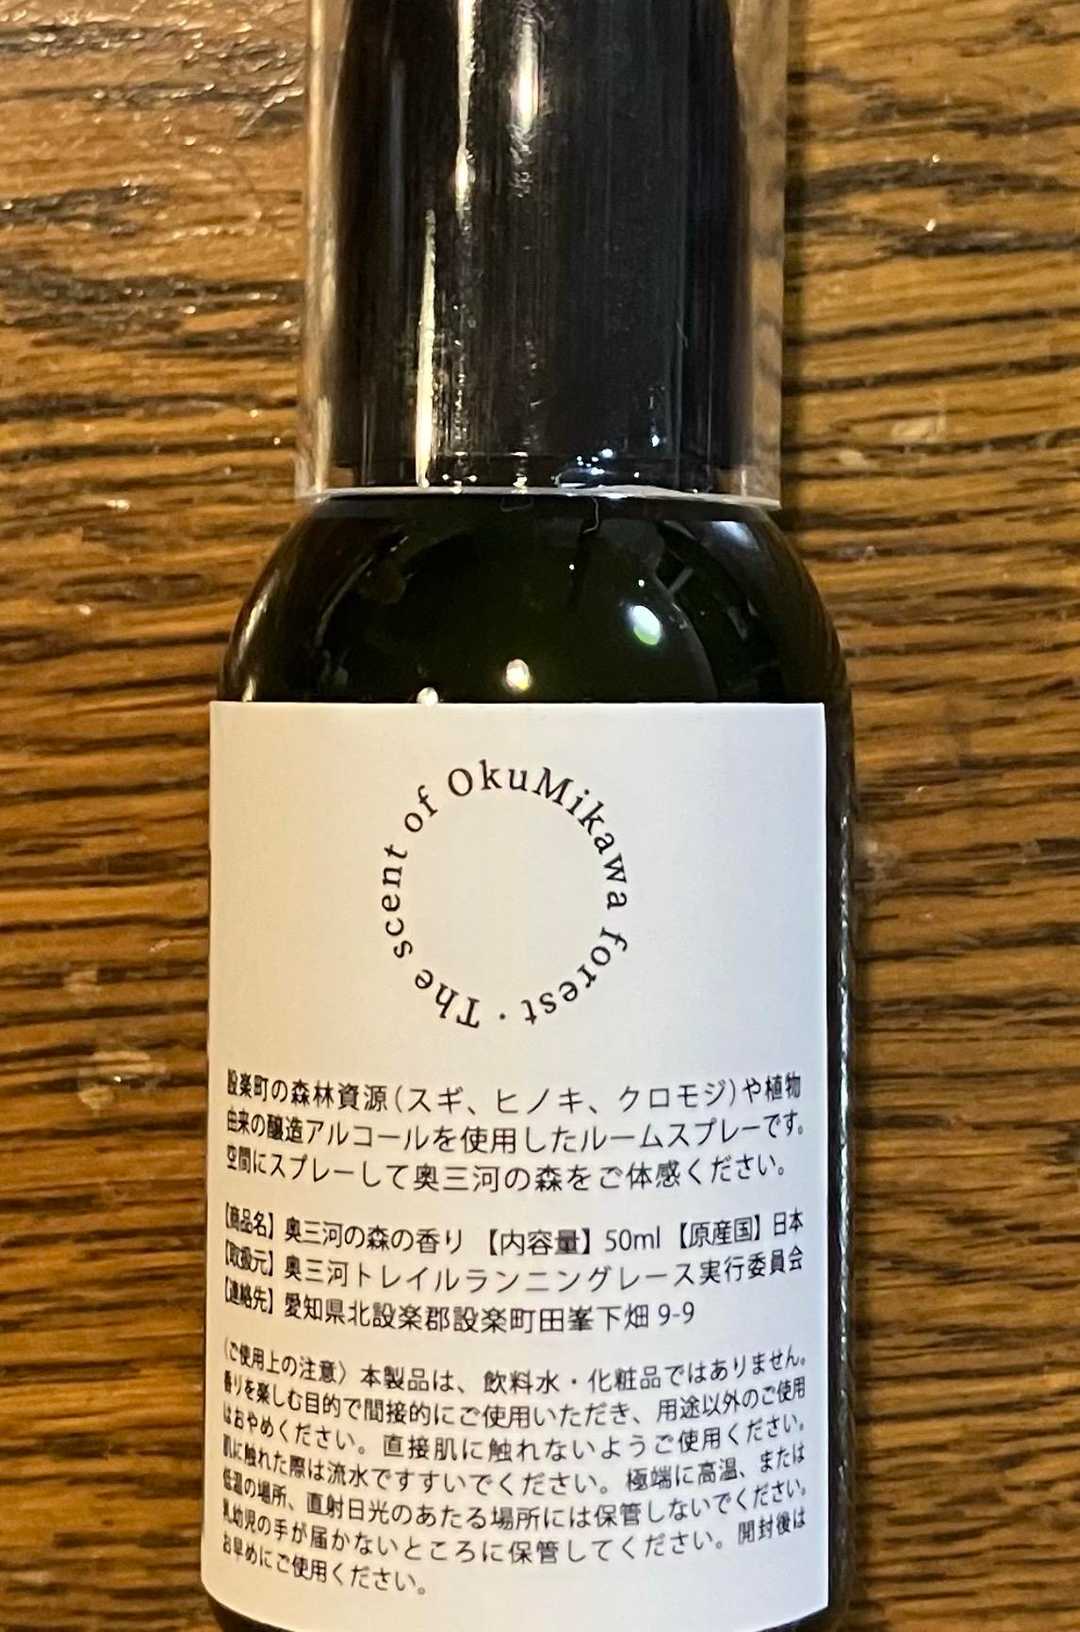 The scent of OkuMikawa forest・
設楽町の森林資源（スギ、ヒノキ、クロモジ）や植物
由来の醸造アルコールを使用したルームスプレーです。
空間にスプレーして奥三河の森をご体感ください。
【商品名】奥三河の森の香り 【内容量】50ml【原産国】日本
【取扱元】奥三河トレイルランニングレース実行委員会
【連絡先】愛知県北設楽郡設楽町田峯下畑 9-9
〈ご使用上の注意〉本製品は、飲料水・化粧品ではありません。
香りを楽しむ目的で間接的にご使用いただき、用途以外のご使用
はおやめください。直接肌に触れないようご使用ください。
肌に触れた際は流水ですすいでください。極端に高温、または
低温の場所、直射日光のあたる場所には保管しないでください。
乳幼児の手が届かないところに保管してください。開封後は
お早めにご使用ください。